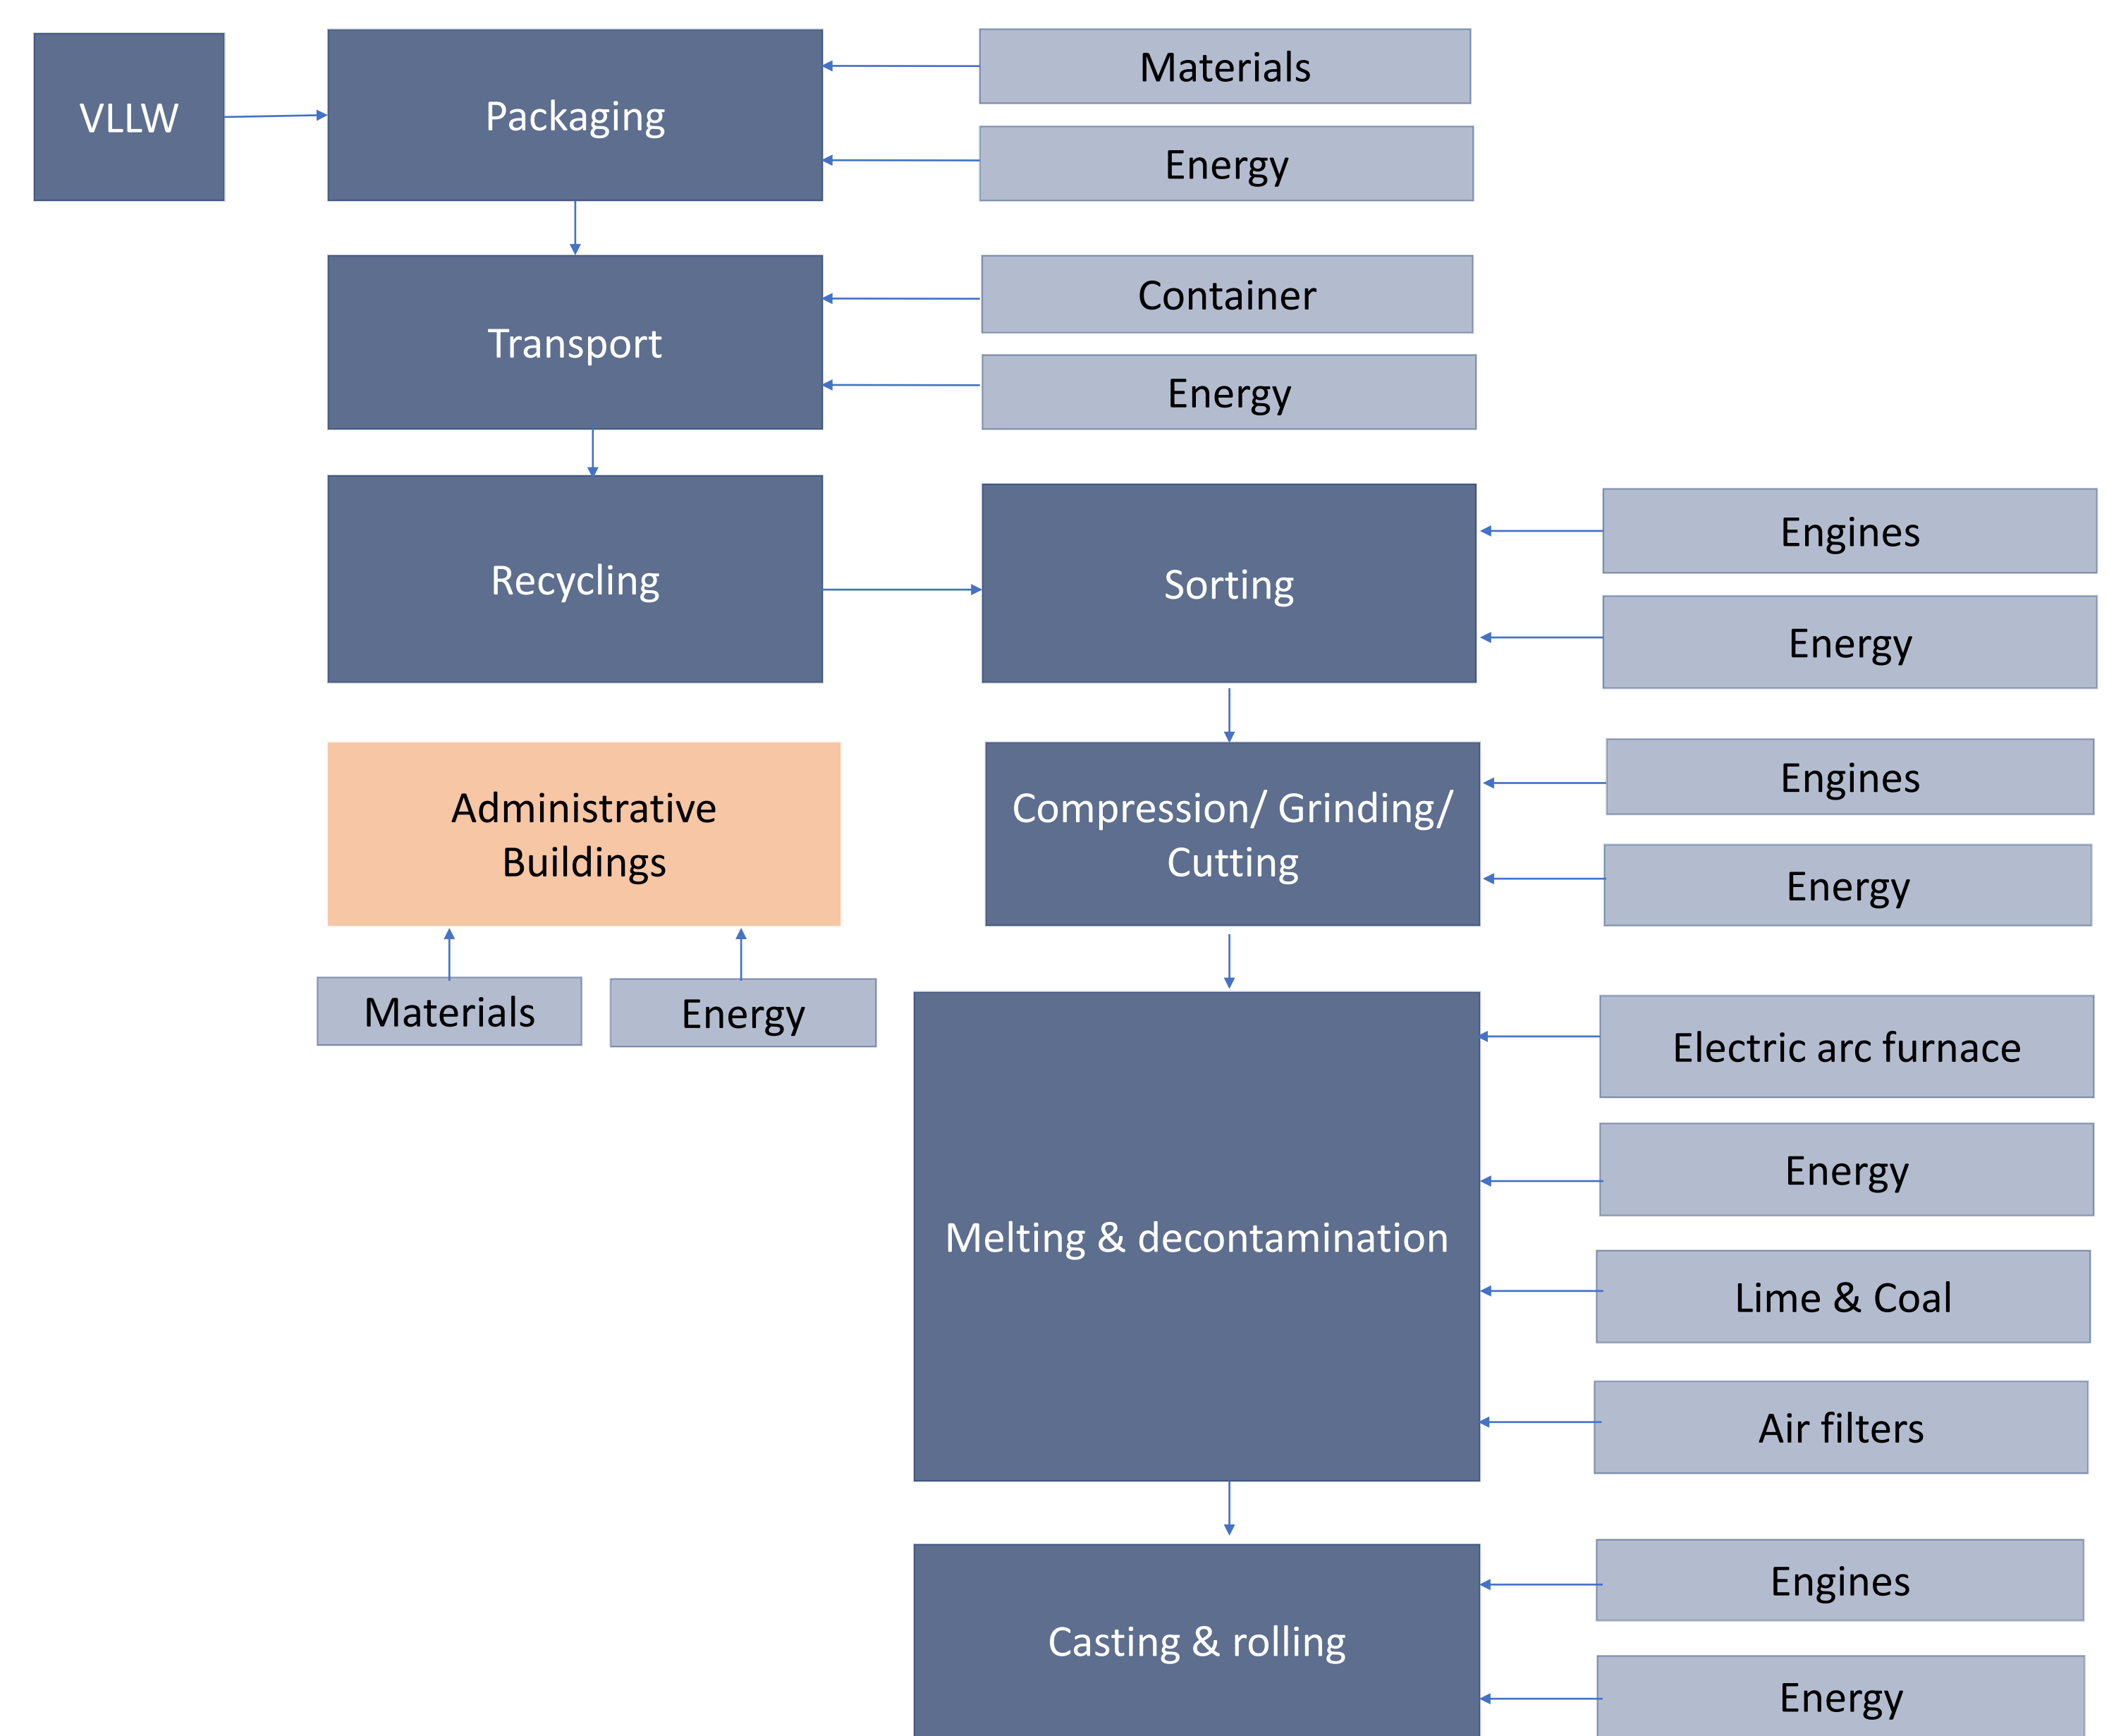 VLLW
Packaging
Materials
Energy
Transport
Container
Energy
Recycling
Sorting
Engines
Energy
Administrative
Buildings
Materials
Energy
Compression/ Grinding/
Cutting
Engines
Energy
Melting & decontamination
Electric arc furnace
Energy
Lime & Coal
Air filters
Casting & rolling
Engines
Energy